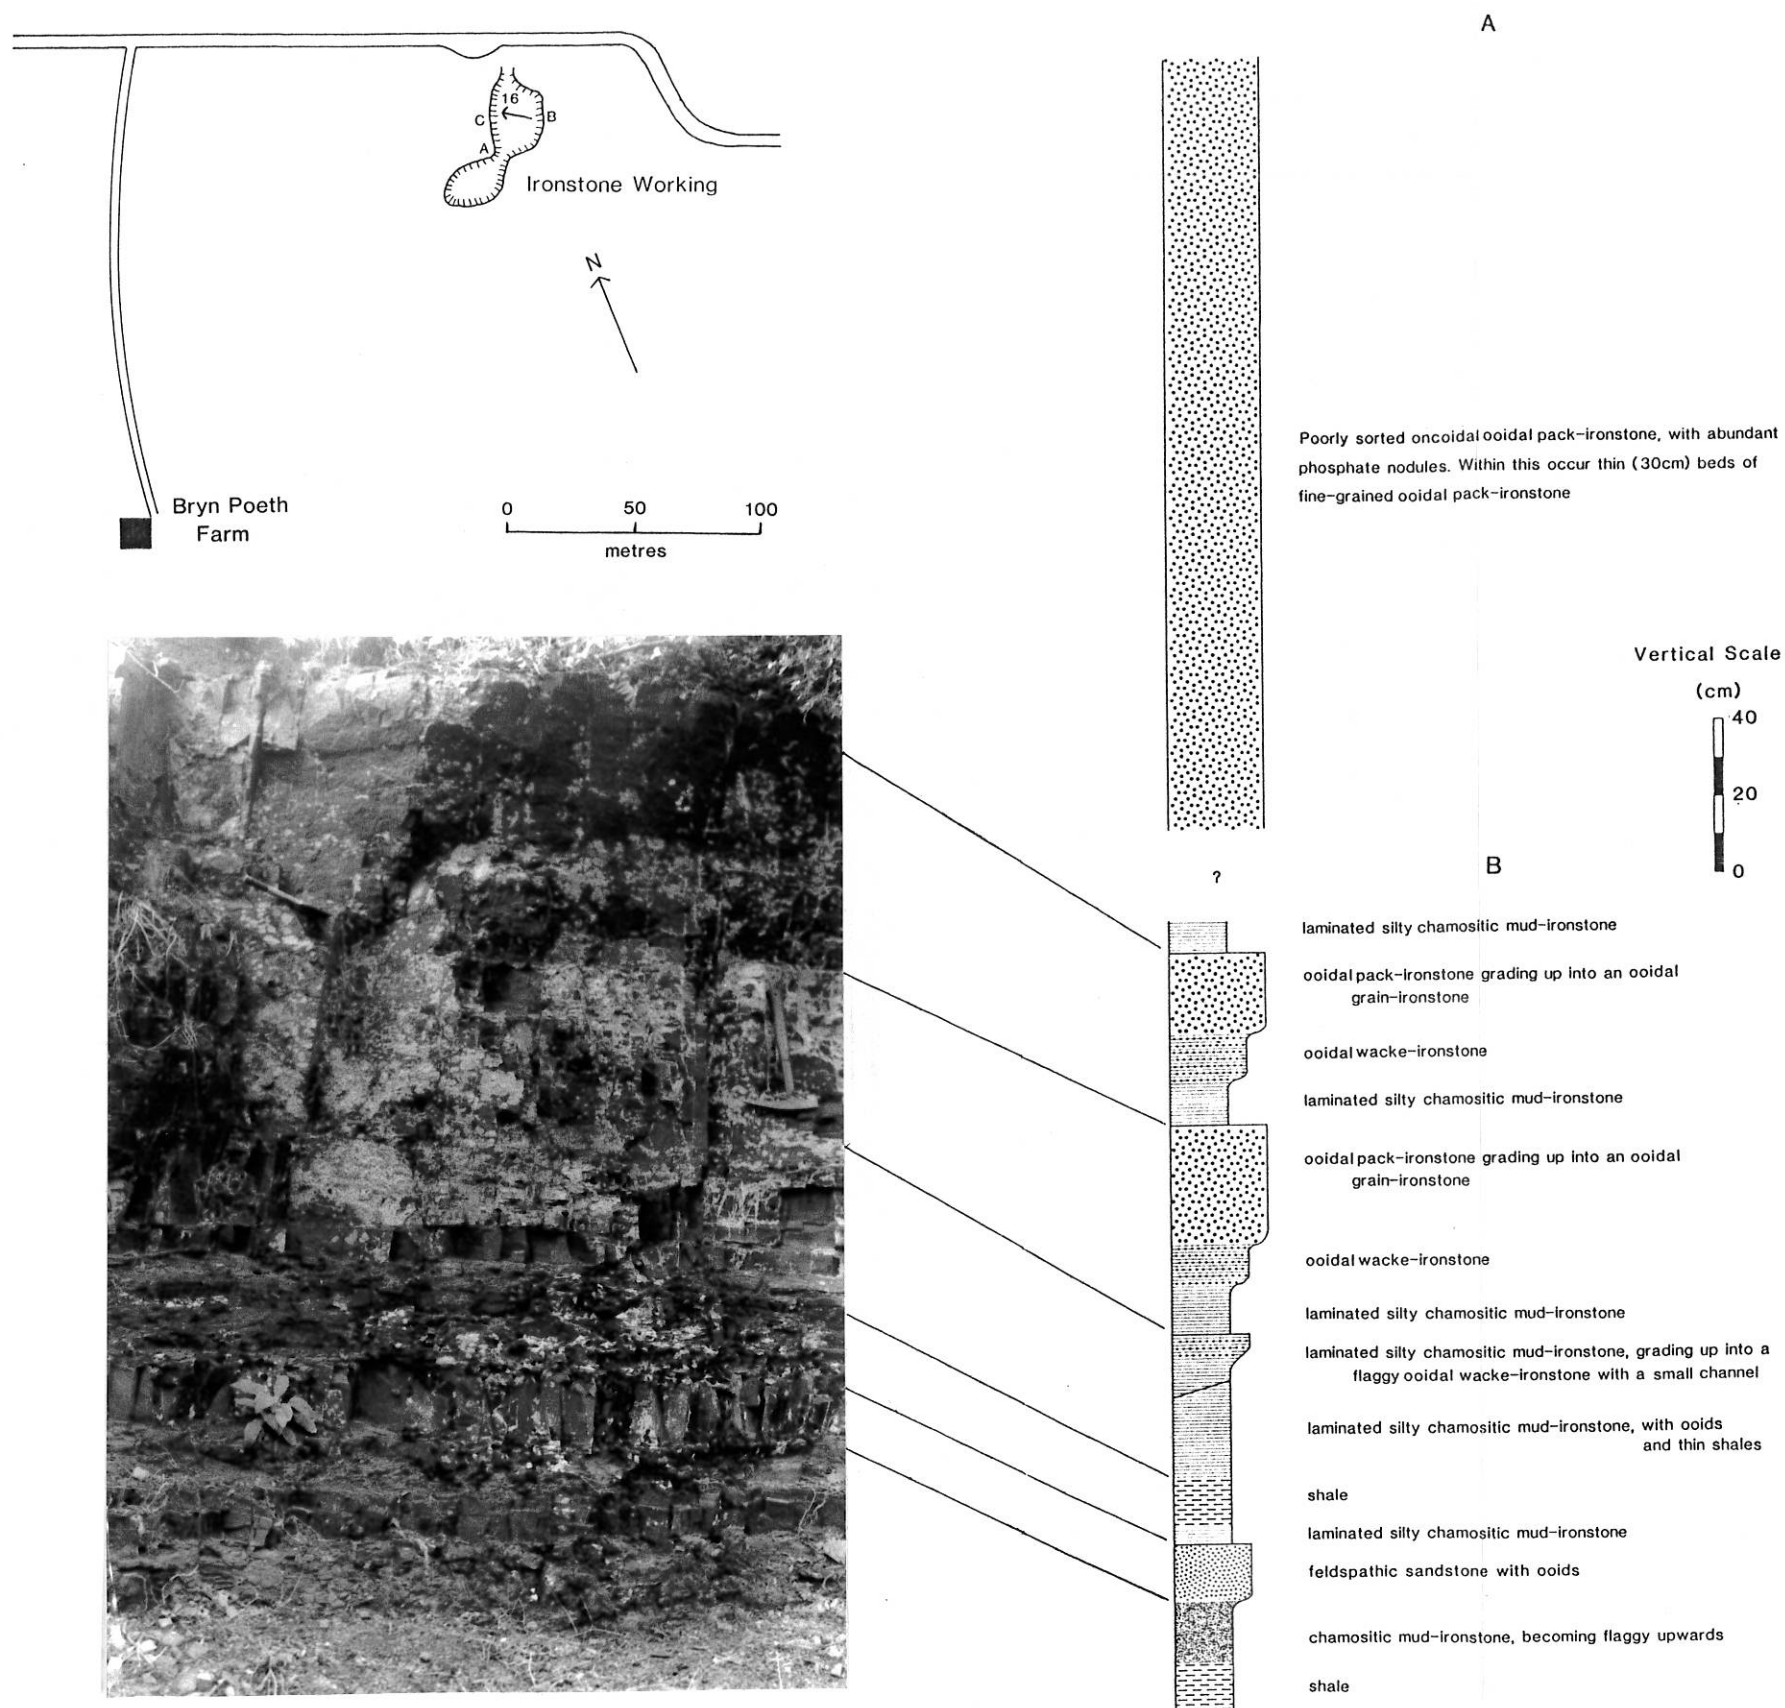 16
C
B
A
Ironstone Working
N
Bryn Poeth
Farm
0 50 100
metres
A
Poorly sorted oncoidal ooidal pack-ironstone, with abundant
phosphate nodules. Within this occur thin (30cm) beds of
fine-grained ooidal pack-ironstone
Vertical Scale
(cm)
40
20
0
B
?
laminated silty chamositic mud-ironstone
ooidal pack-ironstone grading up into an ooidal
grain-ironstone
ooidal wacke-ironstone
laminated silty chamositic mud-ironstone
ooidal pack-ironstone grading up into an ooidal
grain-ironstone
ooidal wacke-ironstone
laminated silty chamositic mud-ironstone
laminated silty chamositic mud-ironstone, grading up into a
flaggy ooidal wacke-ironstone with a small channel
laminated silty chamositic mud-ironstone, with ooids
and thin shales
shale
laminated silty chamositic mud-ironstone
feldspathic sandstone with ooids
chamositic mud-ironstone, becoming flaggy upwards
shale